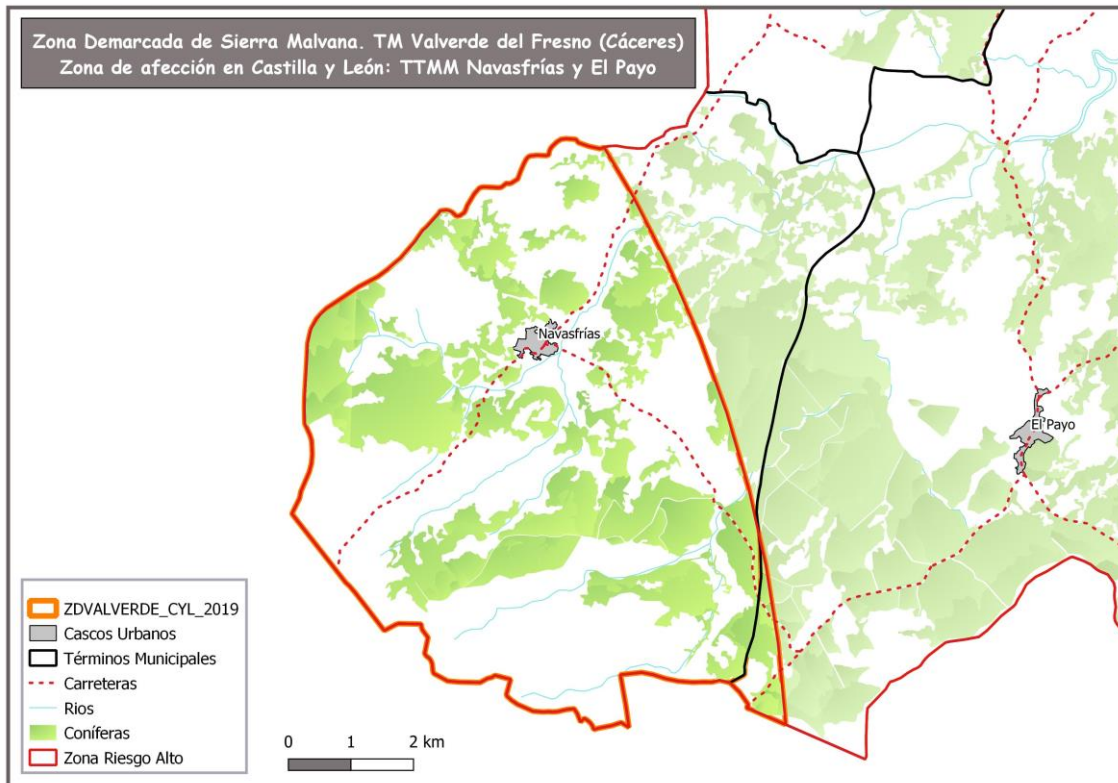 Zona Demarcada de Sierra Malvana. TM Valverde del Fresno (Cáceres)
Zona de afección en Castilla y León: TTMM Navasfrías y El Payo
Navasfrías
El Payo
ZDVALVERDE_CYL_2019
Cascos Urbanos
Términos Municipales
Carreteras
Rios
Coníferas
Zona Riesgo Alto
0 1 2 km